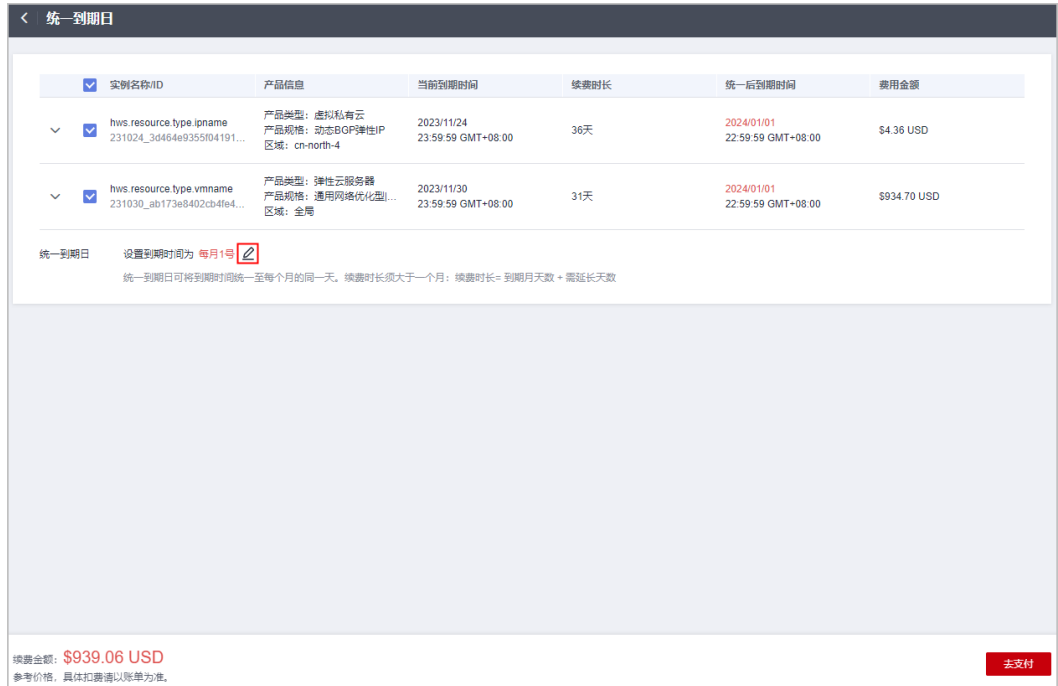 统一到期日
实例名称/ID 产品信息 当前到期时间 续费时长 统一后到期时间 费用金额
hws.resource.type.ipname
231024_3d464e9355f04191...
产品类型：虚拟私有云
产品规格：动态BGP弹性IP
区域：cn-north-4
2023/11/24
23:59:59 GMT+08:00
36天
2024/01/01
22:59:59 GMT+08:00
$4.36 USD
hws.resource.type.vmname
231030_ab173e8402cb4fe4...
产品类型：弹性云服务器
产品规格：通用网络优化型|...
区域：全局
2023/11/30
23:59:59 GMT+08:00
31天
2024/01/01
22:59:59 GMT+08:00
$934.70 USD
统一到期日 设置到期时间为 每月1号
统一到期日可将到期时间统一至每个月的同一天。续费时长须大于一个月：续费时长= 到期月天数 + 需延长天数
续费金额: $939.06 USD
参考价格，具体扣费请以账单为准。
去支付